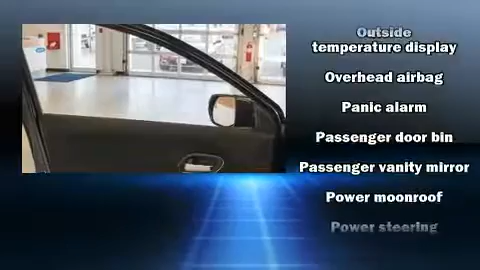 Outside
temperature display
Overhead airbag
Panic alarm
Passenger door bin
Passenger vanity mirror
Power moonroof
Power steering